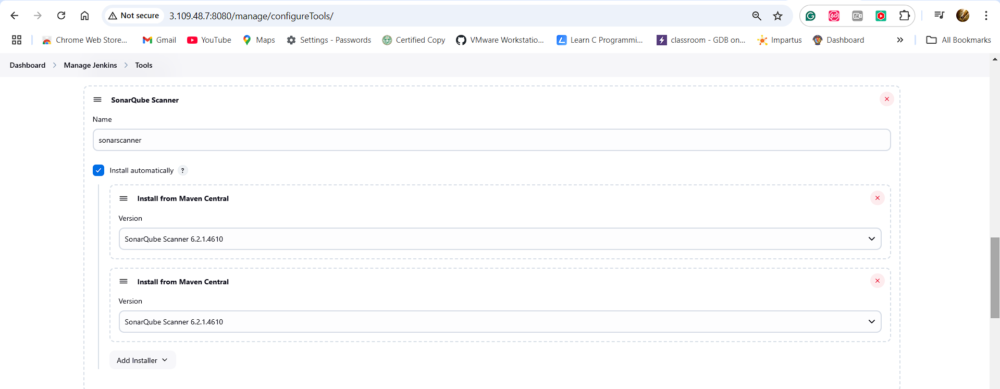 Not secure 3.109.48.7:8080/manage/configureTools/
Chrome Web Store... Gmail YouTube Maps Settings - Passwords Certified Copy VMware Workstatio... Learn C Programmi... classroom - GDB on... Impartus Dashboard » All Bookmarks
Dashboard > Manage Jenkins > Tools
SonarQube Scanner
Name
sonarscanner
Install automatically ?
Install from Maven Central
Version
SonarQube Scanner 6.2.1.4610
Install from Maven Central
Version
SonarQube Scanner 6.2.1.4610
Add Installer